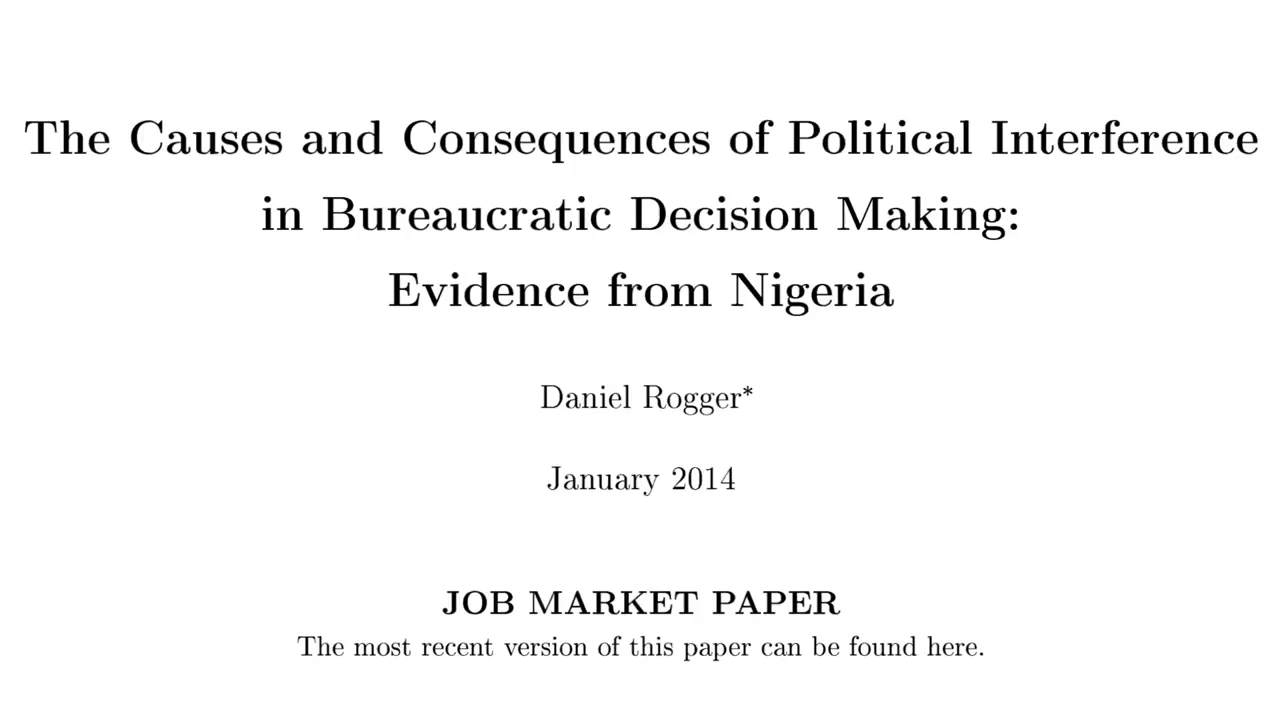 The Causes and Consequences of Political Interference
in Bureaucratic Decision Making:
Evidence from Nigeria
Daniel Rogger*
January 2014
JOB MARKET PAPER
The most recent version of this paper can be found here.